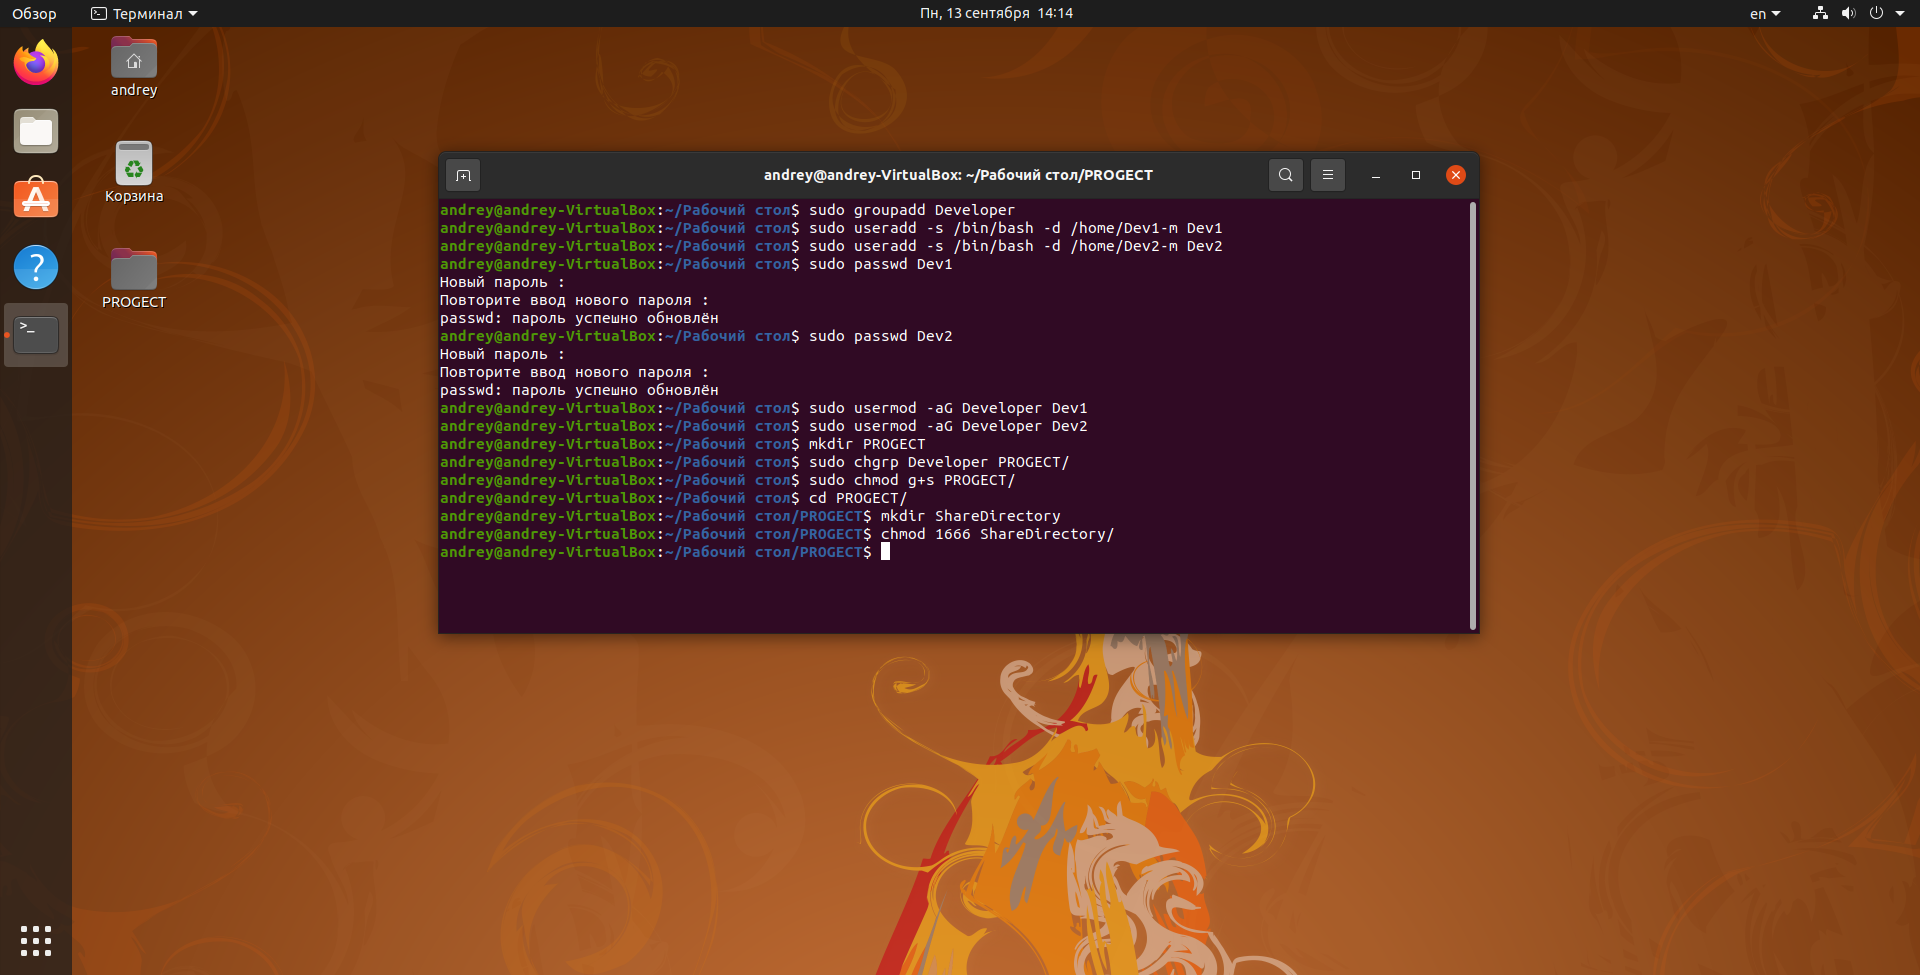 Обзор
Терминал
Пн, 13 сентября 14:14
en
andrey
Корзина
PROGECT
andrey@andrey-VirtualBox: ~/Рабочий стол/PROGECT
andrey@andrey-VirtualBox:~/Рабочий стол$ sudo groupadd Developer
andrey@andrey-VirtualBox:~/Рабочий стол$ sudo useradd -s /bin/bash -d /home/Dev1-m Dev1
andrey@andrey-VirtualBox:~/Рабочий стол$ sudo useradd -s /bin/bash -d /home/Dev2-m Dev2
andrey@andrey-VirtualBox:~/Рабочий стол$ sudo passwd Dev1
Новый пароль :
Повторите ввод нового пароля :
passwd: пароль успешно обновлён
andrey@andrey-VirtualBox:~/Рабочий стол$ sudo passwd Dev2
Новый пароль :
Повторите ввод нового пароля :
passwd: пароль успешно обновлён
andrey@andrey-VirtualBox:~/Рабочий стол$ sudo usermod -aG Developer Dev1
andrey@andrey-VirtualBox:~/Рабочий стол$ sudo usermod -aG Developer Dev2
andrey@andrey-VirtualBox:~/Рабочий стол$ mkdir PROGECT
andrey@andrey-VirtualBox:~/Рабочий стол$ sudo chgrp Developer PROGECT/
andrey@andrey-VirtualBox:~/Рабочий стол$ sudo chmod g+s PROGECT/
andrey@andrey-VirtualBox:~/Рабочий стол$ cd PROGECT/
andrey@andrey-VirtualBox:~/Рабочий стол/PROGECT$ mkdir ShareDirectory
andrey@andrey-VirtualBox:~/Рабочий стол/PROGECT$ chmod 1666 ShareDirectory/
andrey@andrey-VirtualBox:~/Рабочий стол/PROGECT$